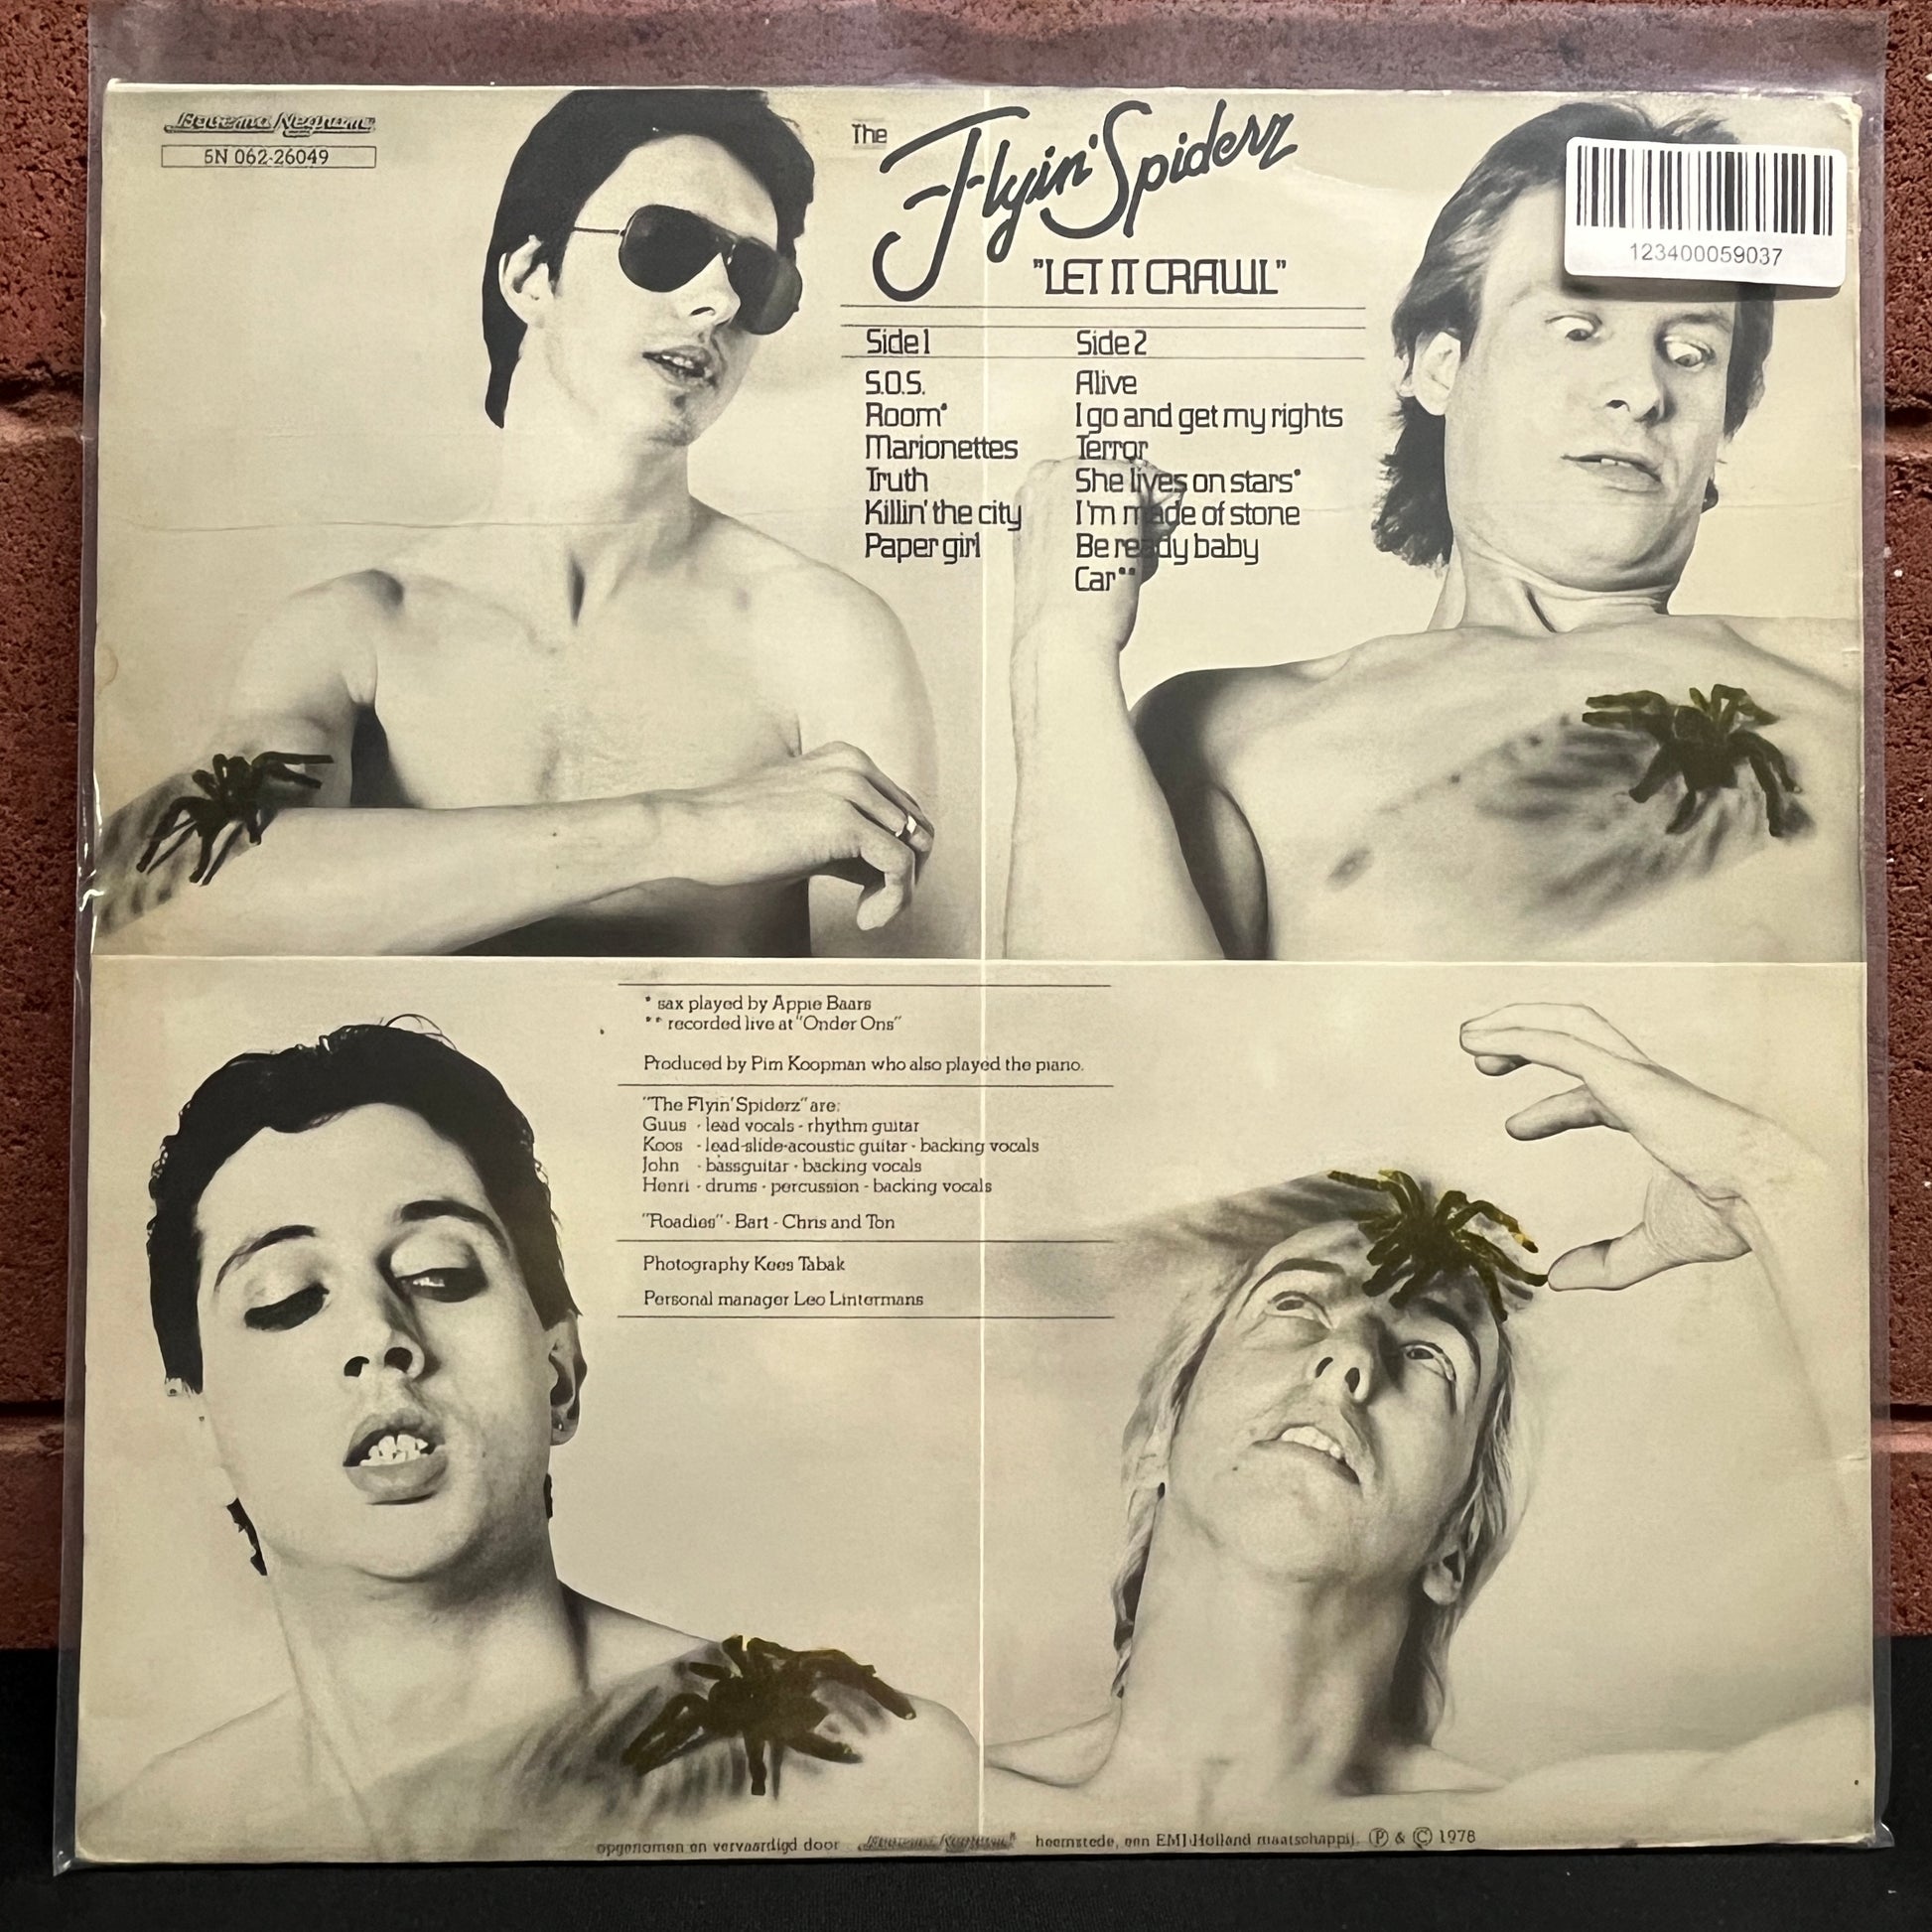 Bovema Negram
5N 062-26049
The
Flyin' Spiderz
"LET IT CRAWL"
123400059037
Side 1
S.O.S.
Room*
Marionettes
Truth
Killin' the city
Paper girl
Side 2
Alive
I go and get my rights
Terror
She lives on stars*
I'm made of stone
Be ready baby
Car**
* sax played by Appie Baars
** recorded live at "Onder Ons"
Produced by Pim Koopman who also played the piano.
"The Flyin' Spiderz" are:
Guus - lead vocals - rhythm guitar
Koos - lead-slide-acoustic guitar - backing vocals
John - bassguitar - backing vocals
Henri - drums - percussion - backing vocals
"Roadies" - Bart - Chris and Ton
Photography Kees Tabak
Personal manager Leo Lintermans
opgenomen en vervaardigd door Bovema Negram heemstede, een EMI-Holland maatschappij. Ⓟ & © 1978